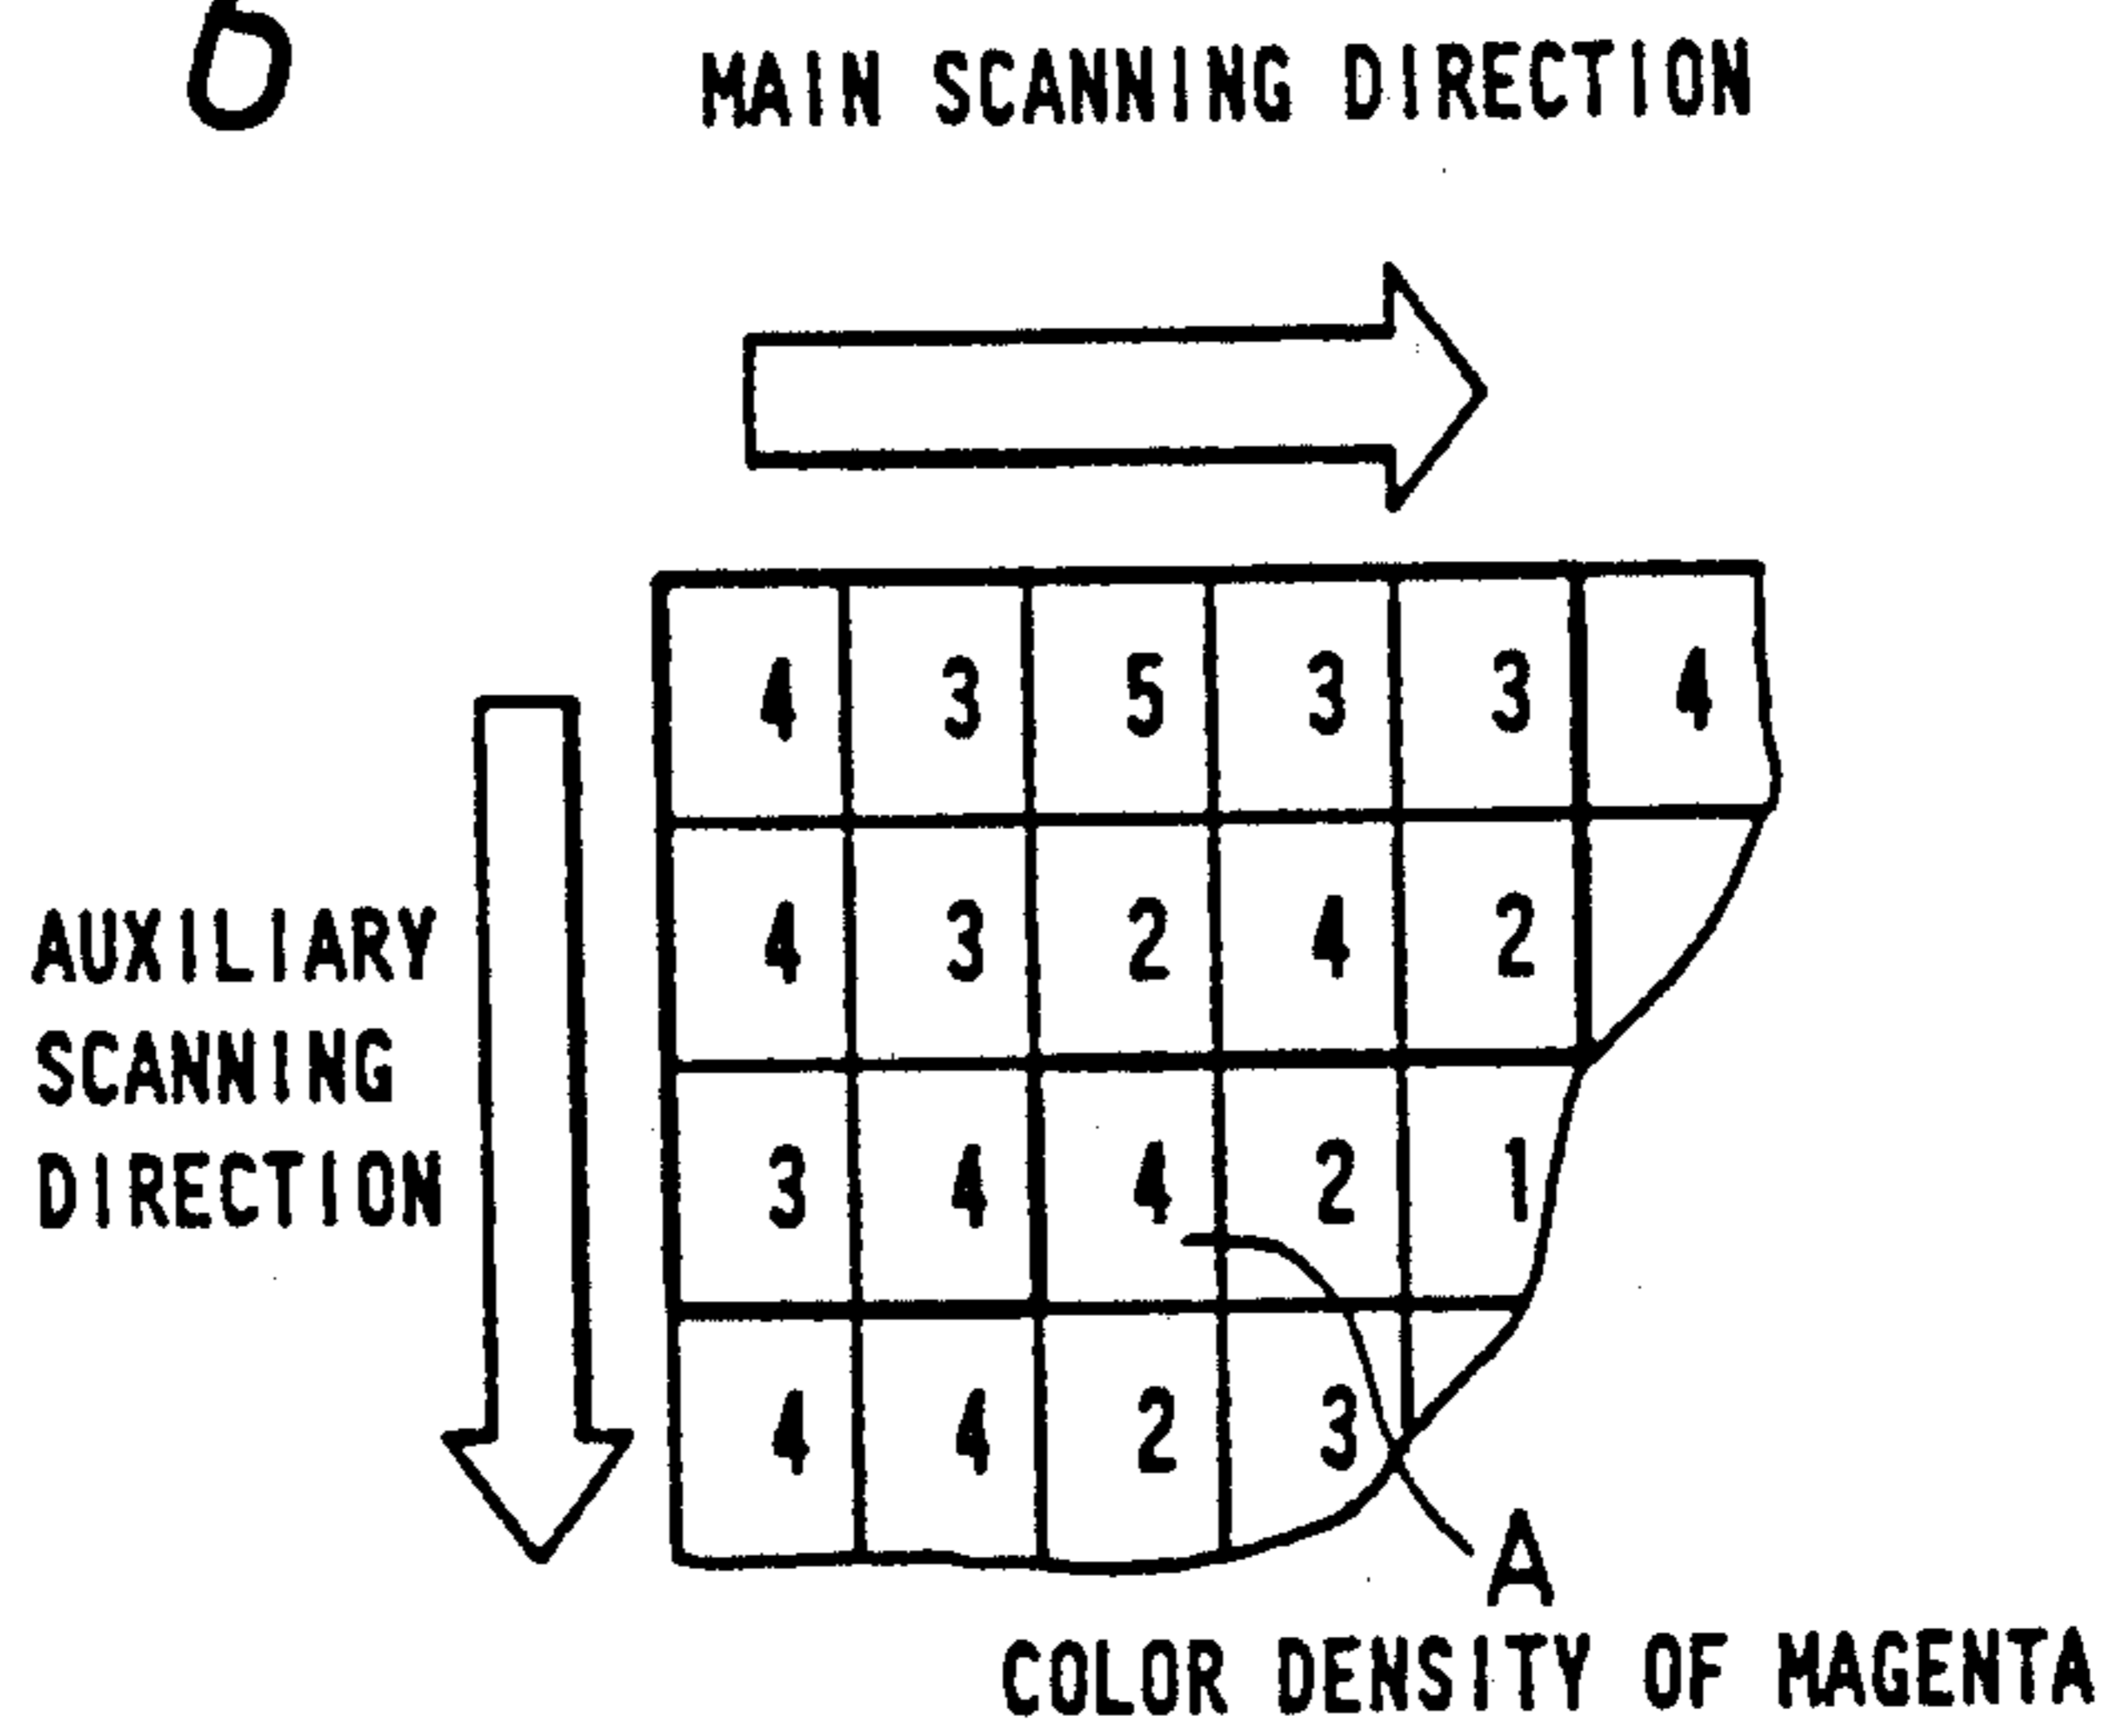 6
MAIN SCANNING DIRECTION
4 3 5 3 3 4
4 3 2 4 2
3 4 4 2 1
4 4 2 3
AUXILIARY
SCANNING
DIRECTION
A
COLOR DENSITY OF MAGENTA